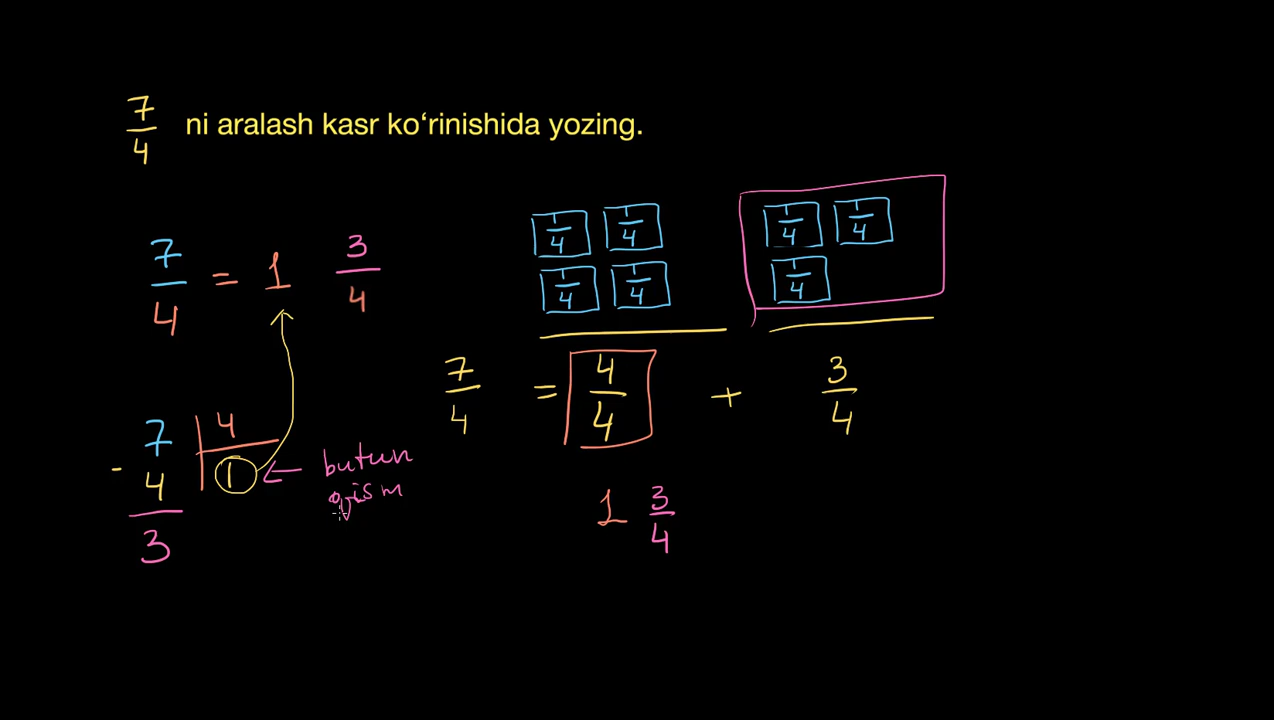 7/4 ni aralash kasr ko‘rinishida yozing.
7/4 = 1 3/4
1/4 1/4 1/4 1/4
1/4 1/4 1/4
7/4 = 4/4 + 3/4
1 3/4
7 | 4
- 4 | 1 ← butun
qism
3